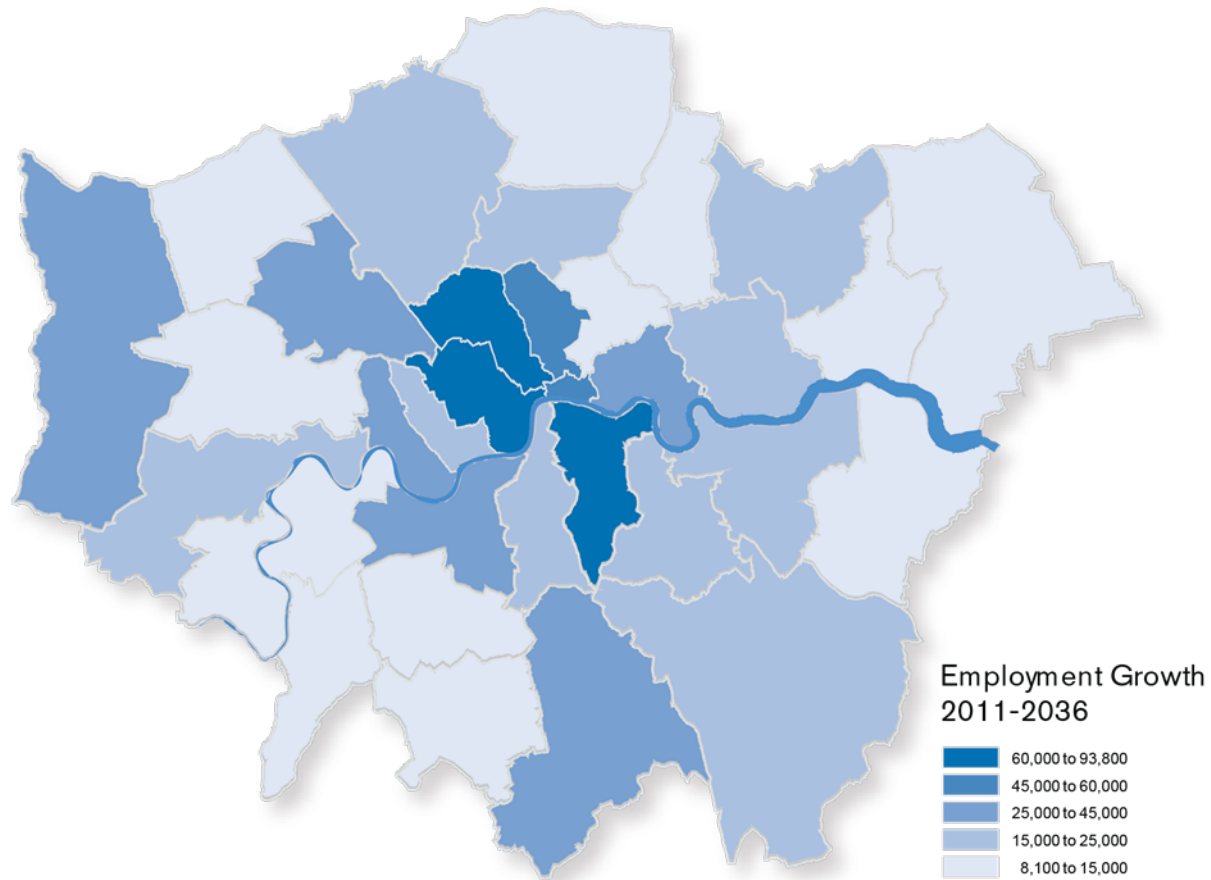 Employment Growth
2011-2036
60,000 to 93,800
45,000 to 60,000
25,000 to 45,000
15,000 to 25,000
8,100 to 15,000